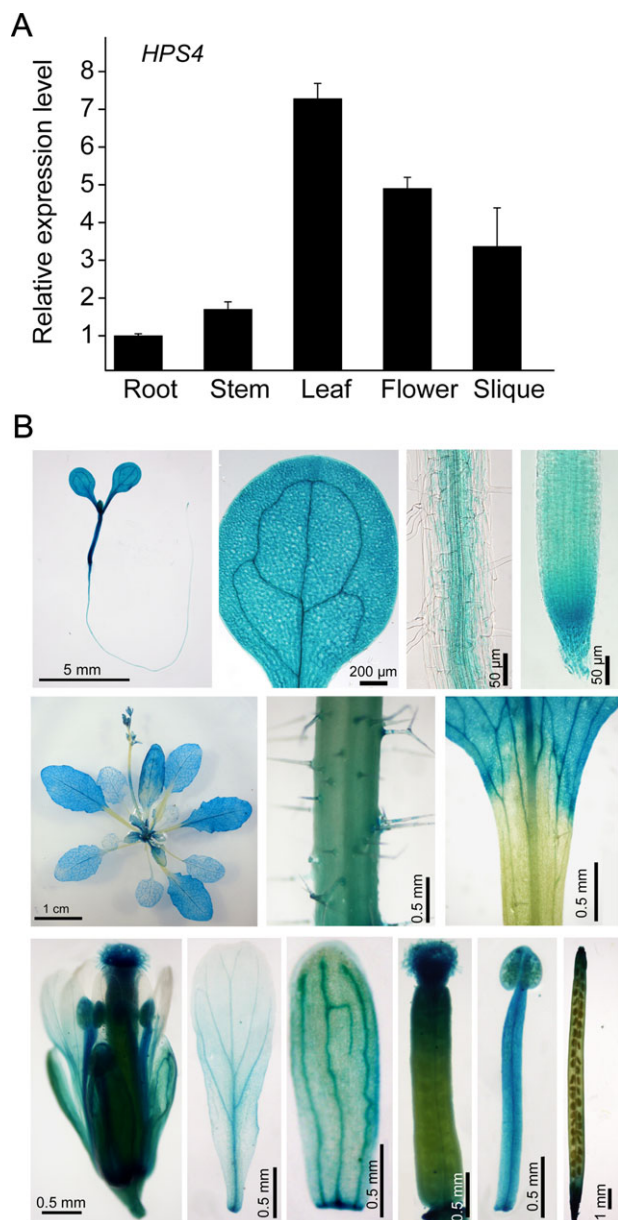 A
HPS4
Relative expression level
8
7
6
5
4
3
2
1
Root Stem Leaf Flower Slique
B
5 mm
200 µm
50 µm
50 µm
1 cm
0.5 mm
0.5 mm
0.5 mm
0.5 mm
0.5 mm
0.5 mm
0.5 mm
1 mm